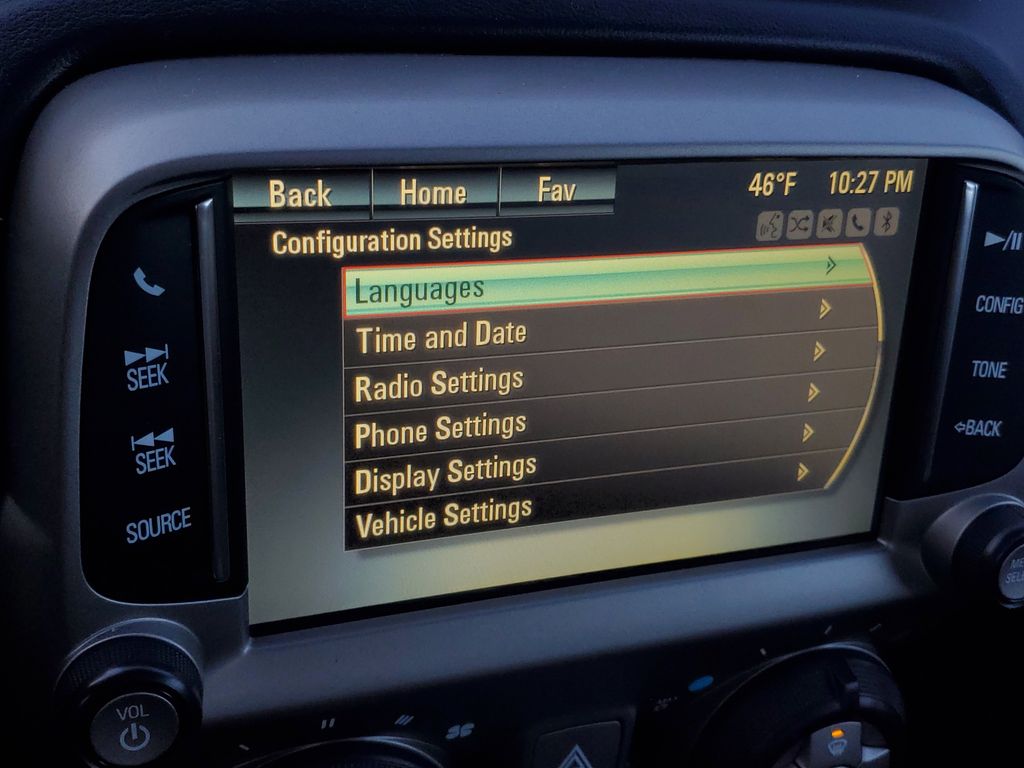 Back Home Fav 46°F 10:27 PM
Configuration Settings
Languages
Time and Date
Radio Settings
Phone Settings
Display Settings
Vehicle Settings
SEEK
SEEK
SOURCE
VOL
CONFIG
TONE
BACK